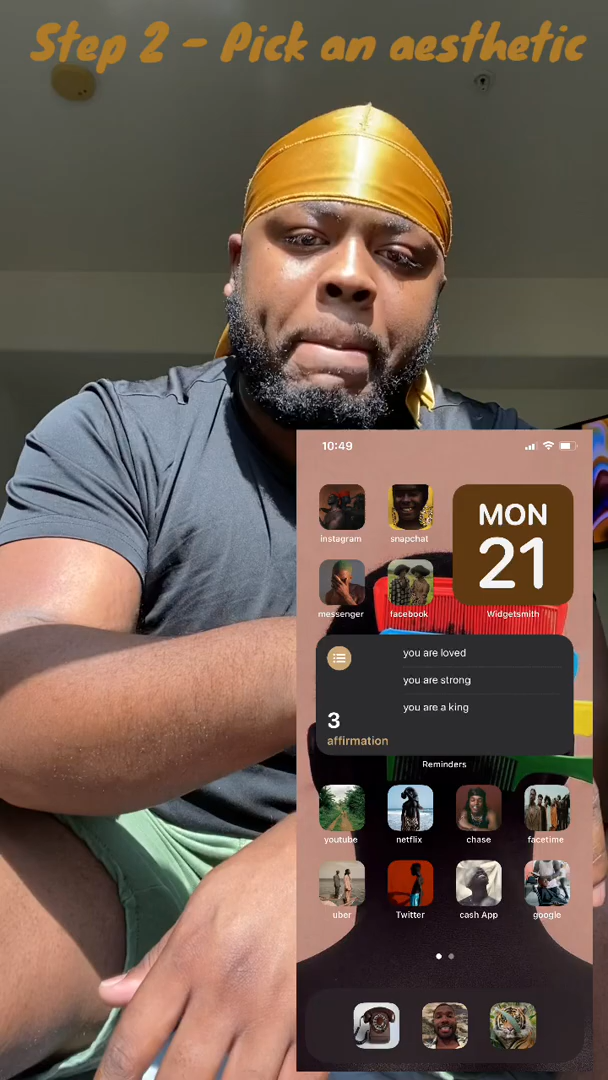 Step 2 - Pick an aesthetic
10:49
instagram
snapchat
MON
21
messenger
facebook
Widgetsmith
you are loved
you are strong
you are a king
3
affirmation
Reminders
youtube
netflix
chase
facetime
uber
Twitter
cash App
google